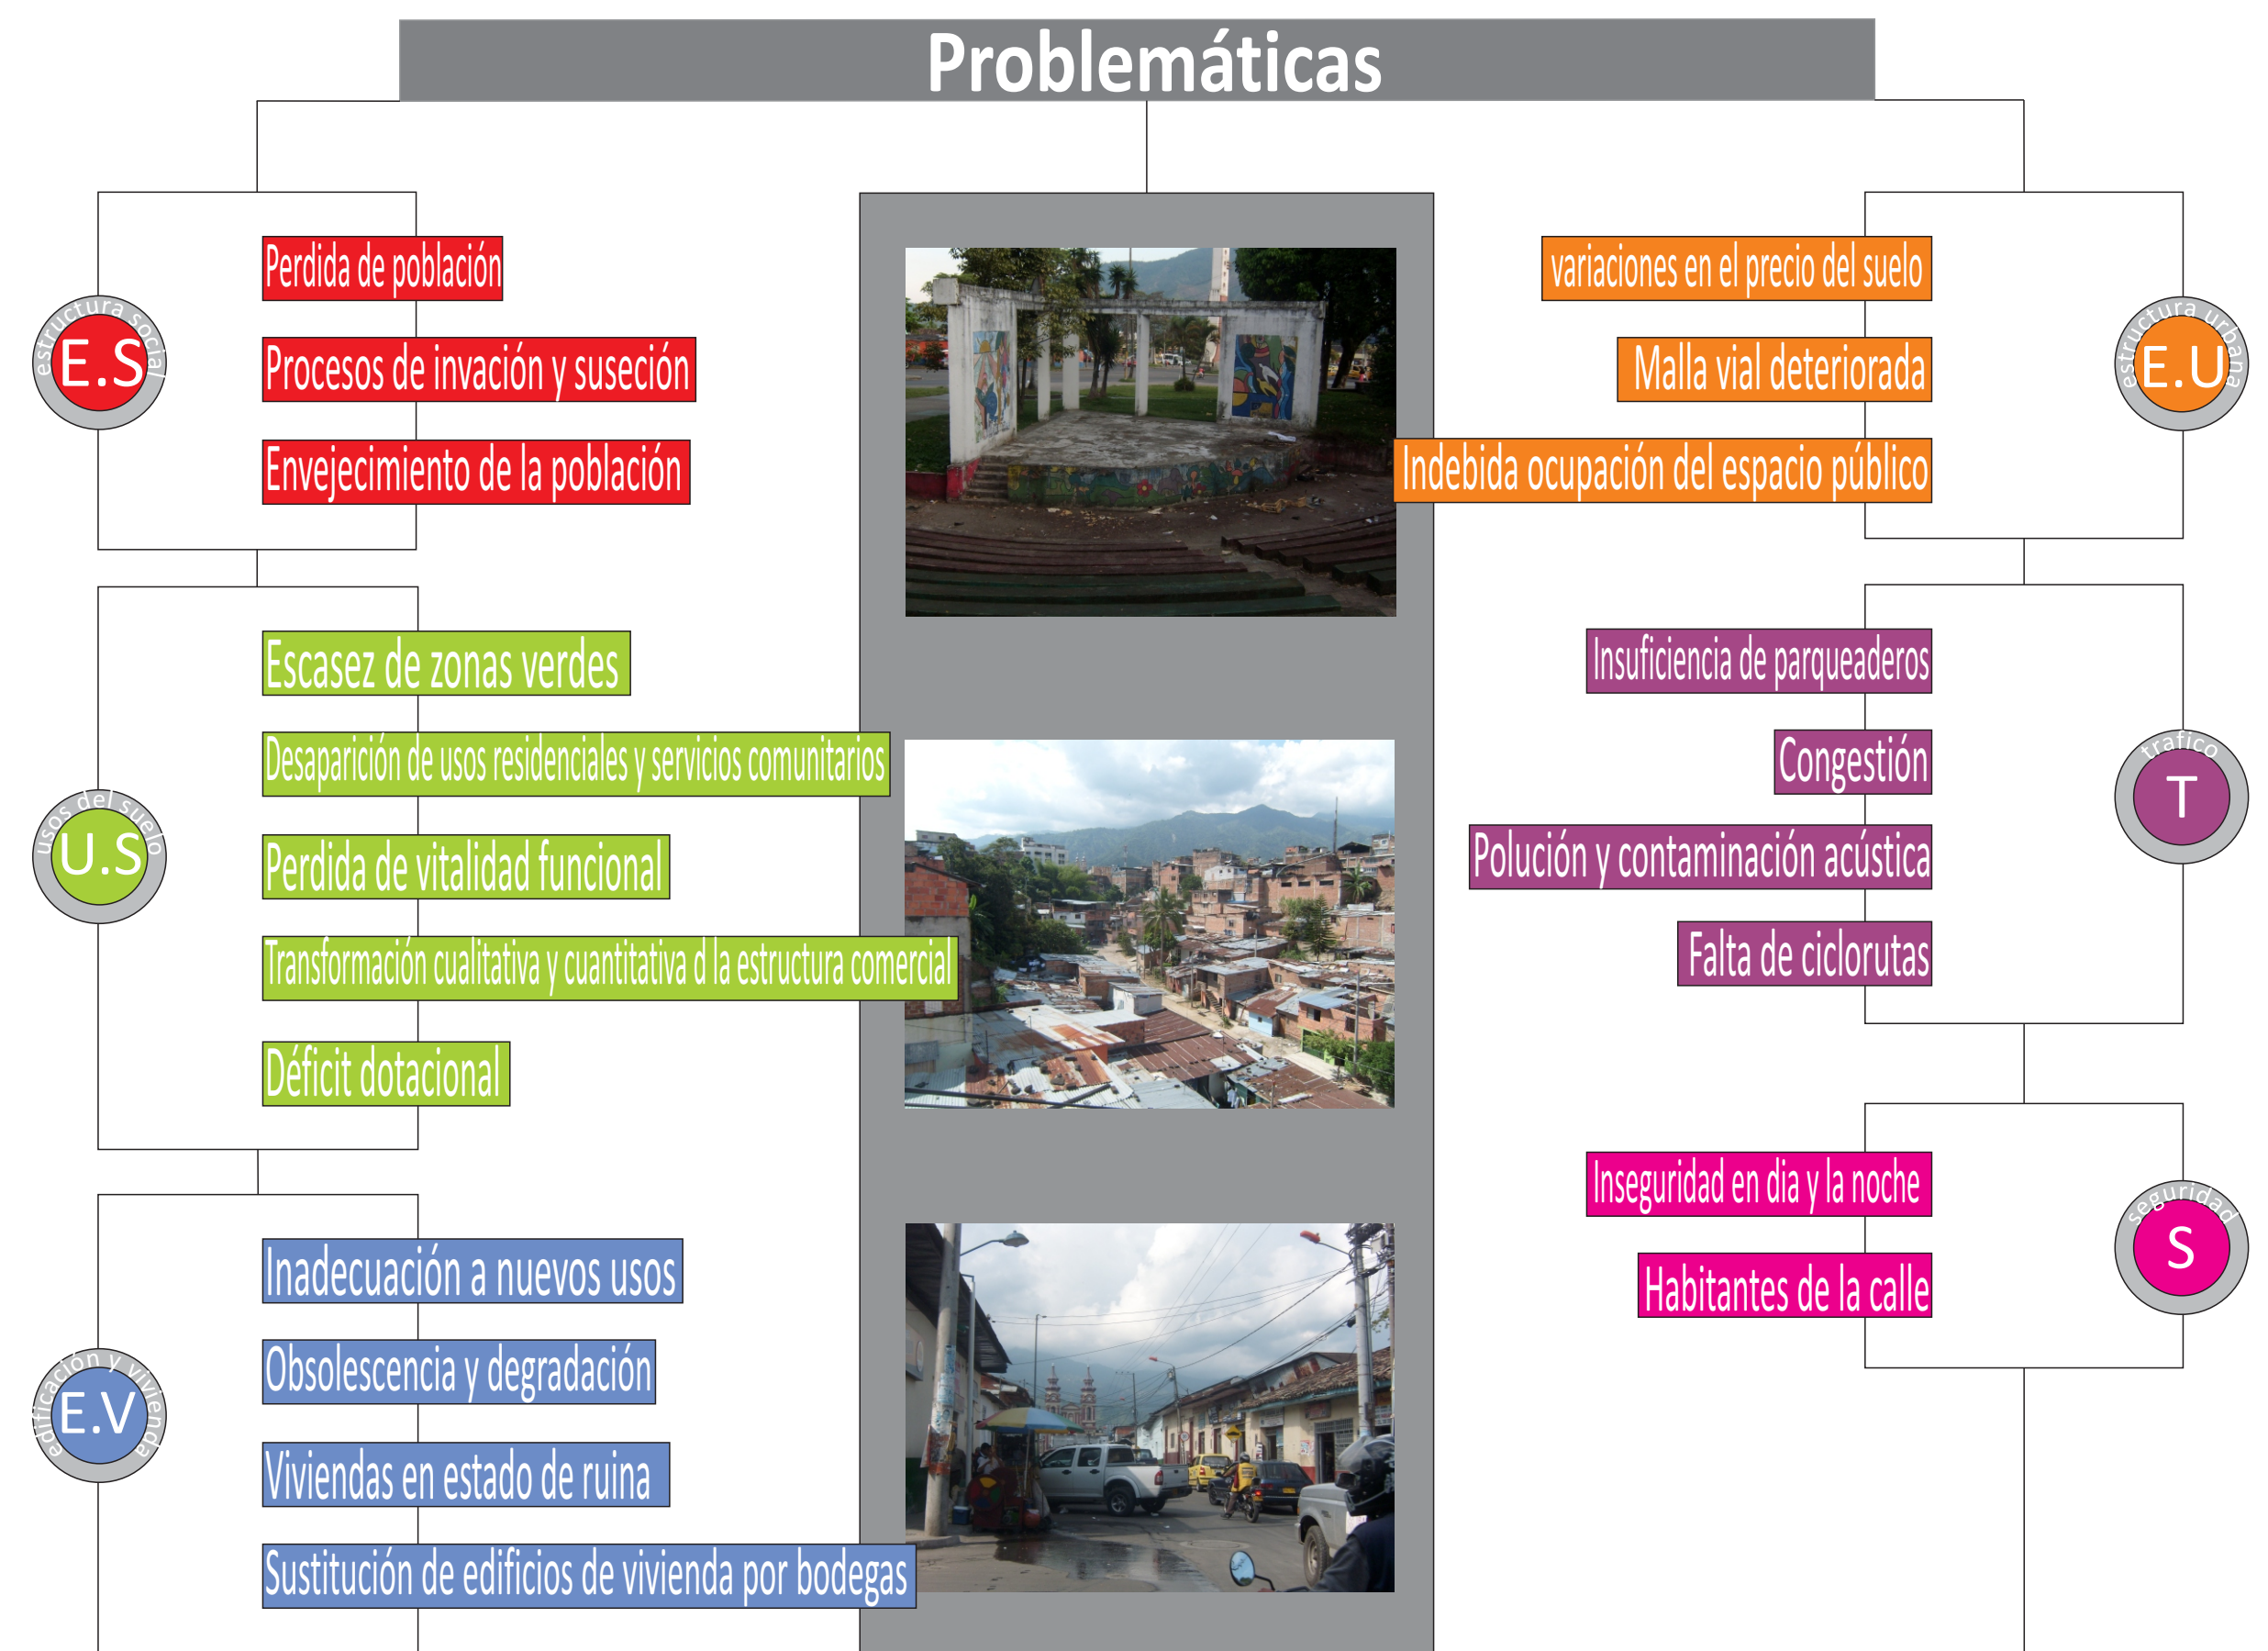 Problemáticas
estructura social
E.S
Perdida de población
Procesos de invación y suseción
Envejecimiento de la población
usos del suelo
U.S
Escasez de zonas verdes
Desaparición de usos residenciales y servicios comunitarios
Perdida de vitalidad funcional
Transformación cualitativa y cuantitativa d la estructura comercial
Déficit dotacional
edificación y vivienda
E.V
Inadecuación a nuevos usos
Obsolescencia y degradación
Viviendas en estado de ruina
Sustitución de edificios de vivienda por bodegas
estructura urbana
E.U
variaciones en el precio del suelo
Malla vial deteriorada
Indebida ocupación del espacio público
trafico
T
Insuficiencia de parqueaderos
Congestión
Polución y contaminación acústica
Falta de ciclorutas
seguridad
S
Inseguridad en dia y la noche
Habitantes de la calle